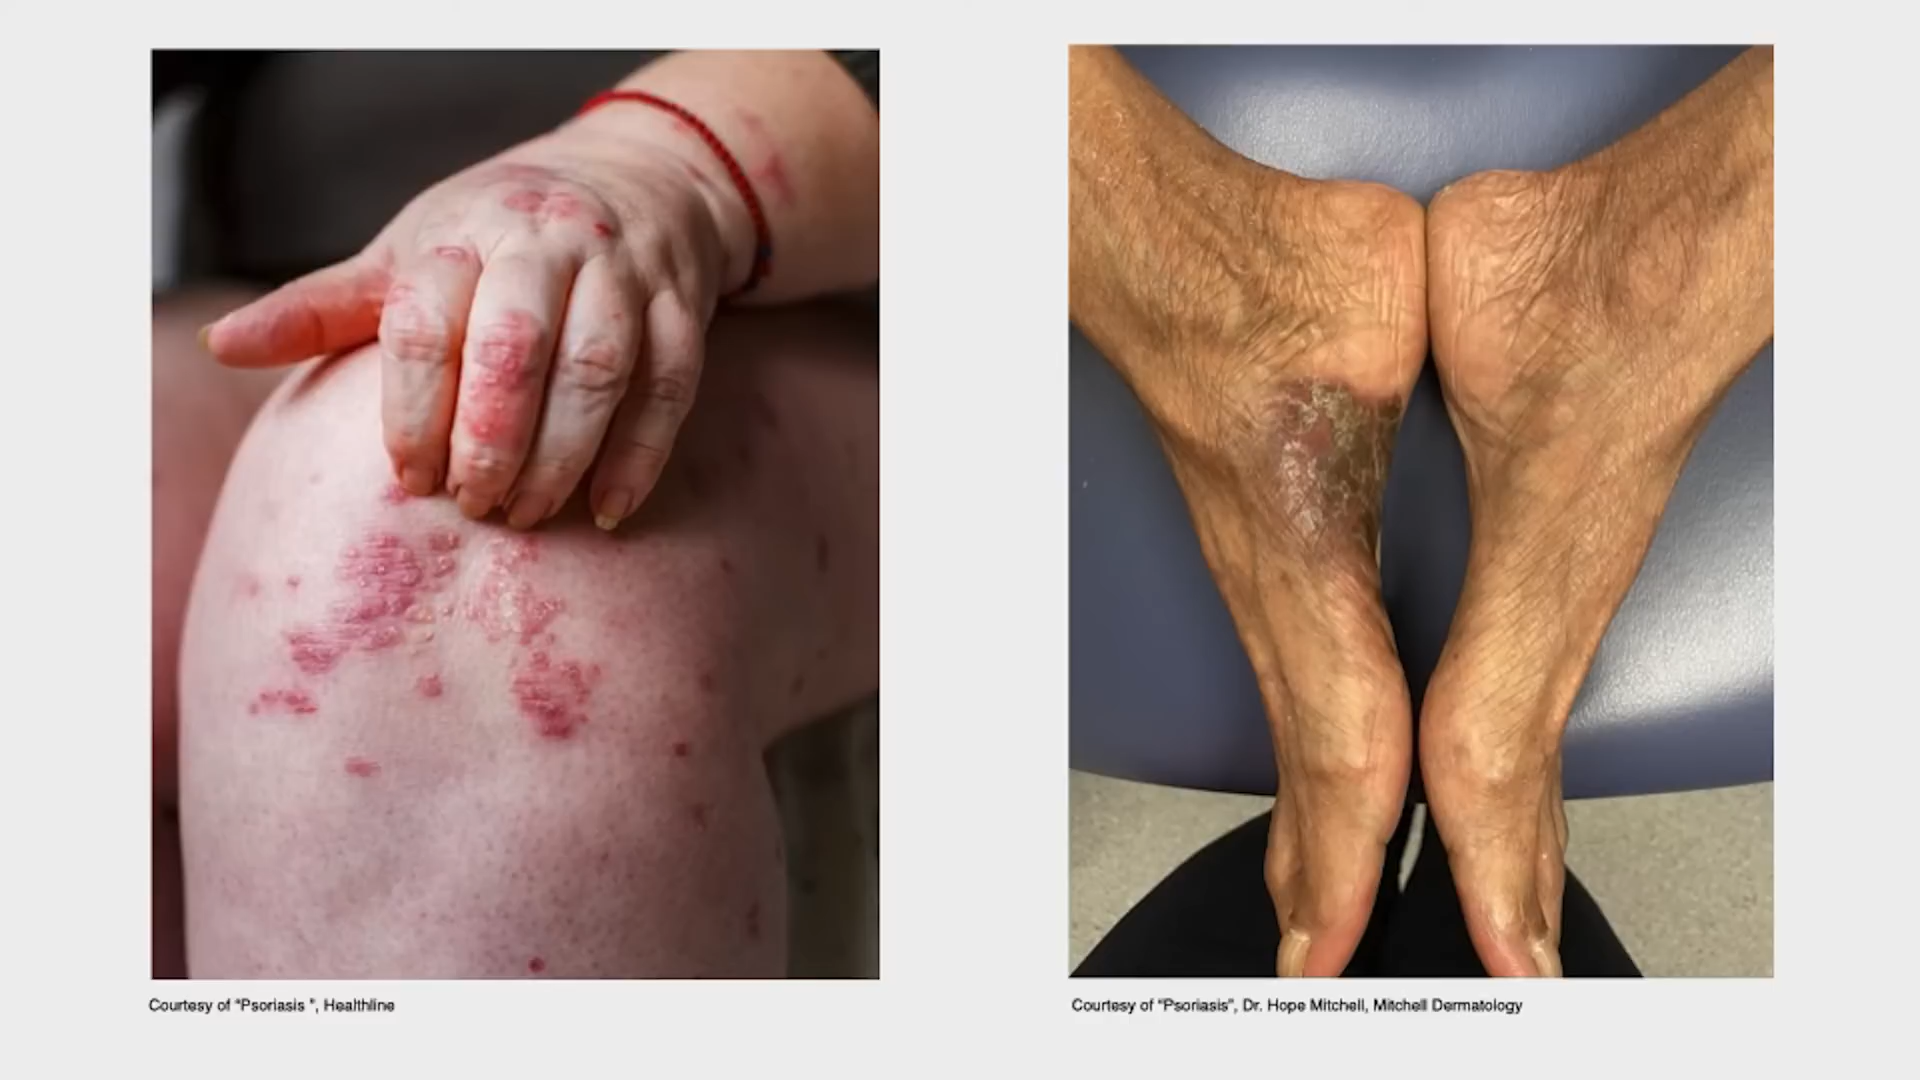 Courtesy of "Psoriasis ", Healthline
Courtesy of "Psoriasis", Dr. Hope Mitchell, Mitchell Dermatology